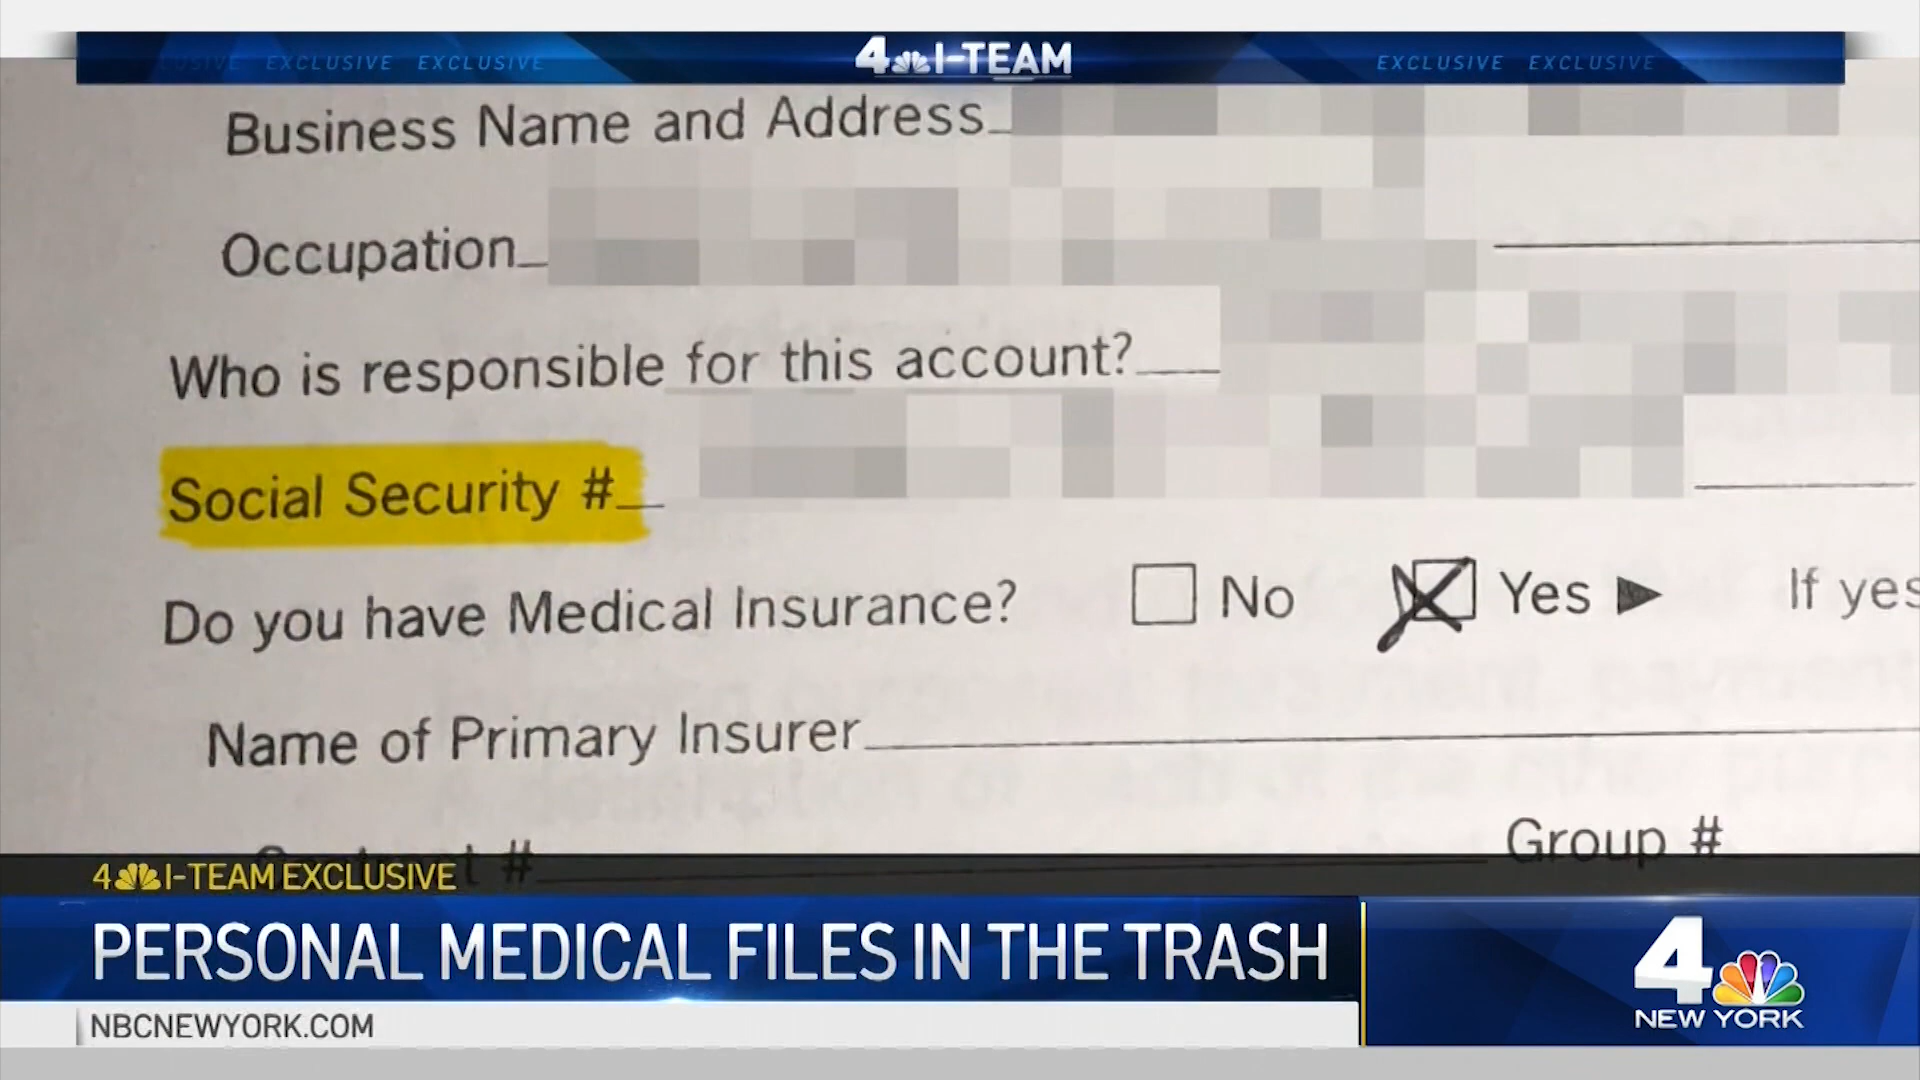 EXCLUSIVE EXCLUSIVE 4 I-TEAM EXCLUSIVE EXCLUSIVE
Business Name and Address
Occupation
Who is responsible for this account?
Social Security #
Do you have Medical Insurance? No Yes ► If yes
Name of Primary Insurer
Group #
4 I-TEAM EXCLUSIVE
PERSONAL MEDICAL FILES IN THE TRASH
NBCNEWYORK.COM
4
NEW YORK